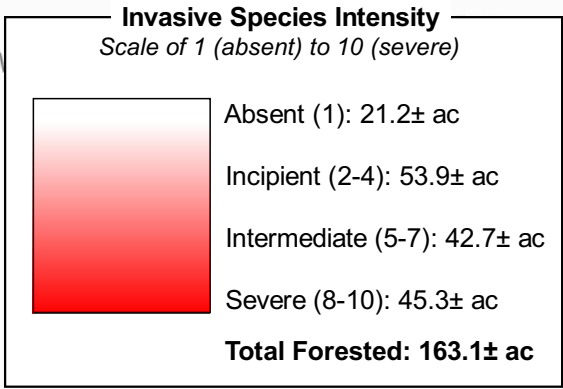 Invasive Species Intensity
Scale of 1 (absent) to 10 (severe)
Absent (1): 21.2± ac
Incipient (2-4): 53.9± ac
Intermediate (5-7): 42.7± ac
Severe (8-10): 45.3± ac
Total Forested: 163.1± ac